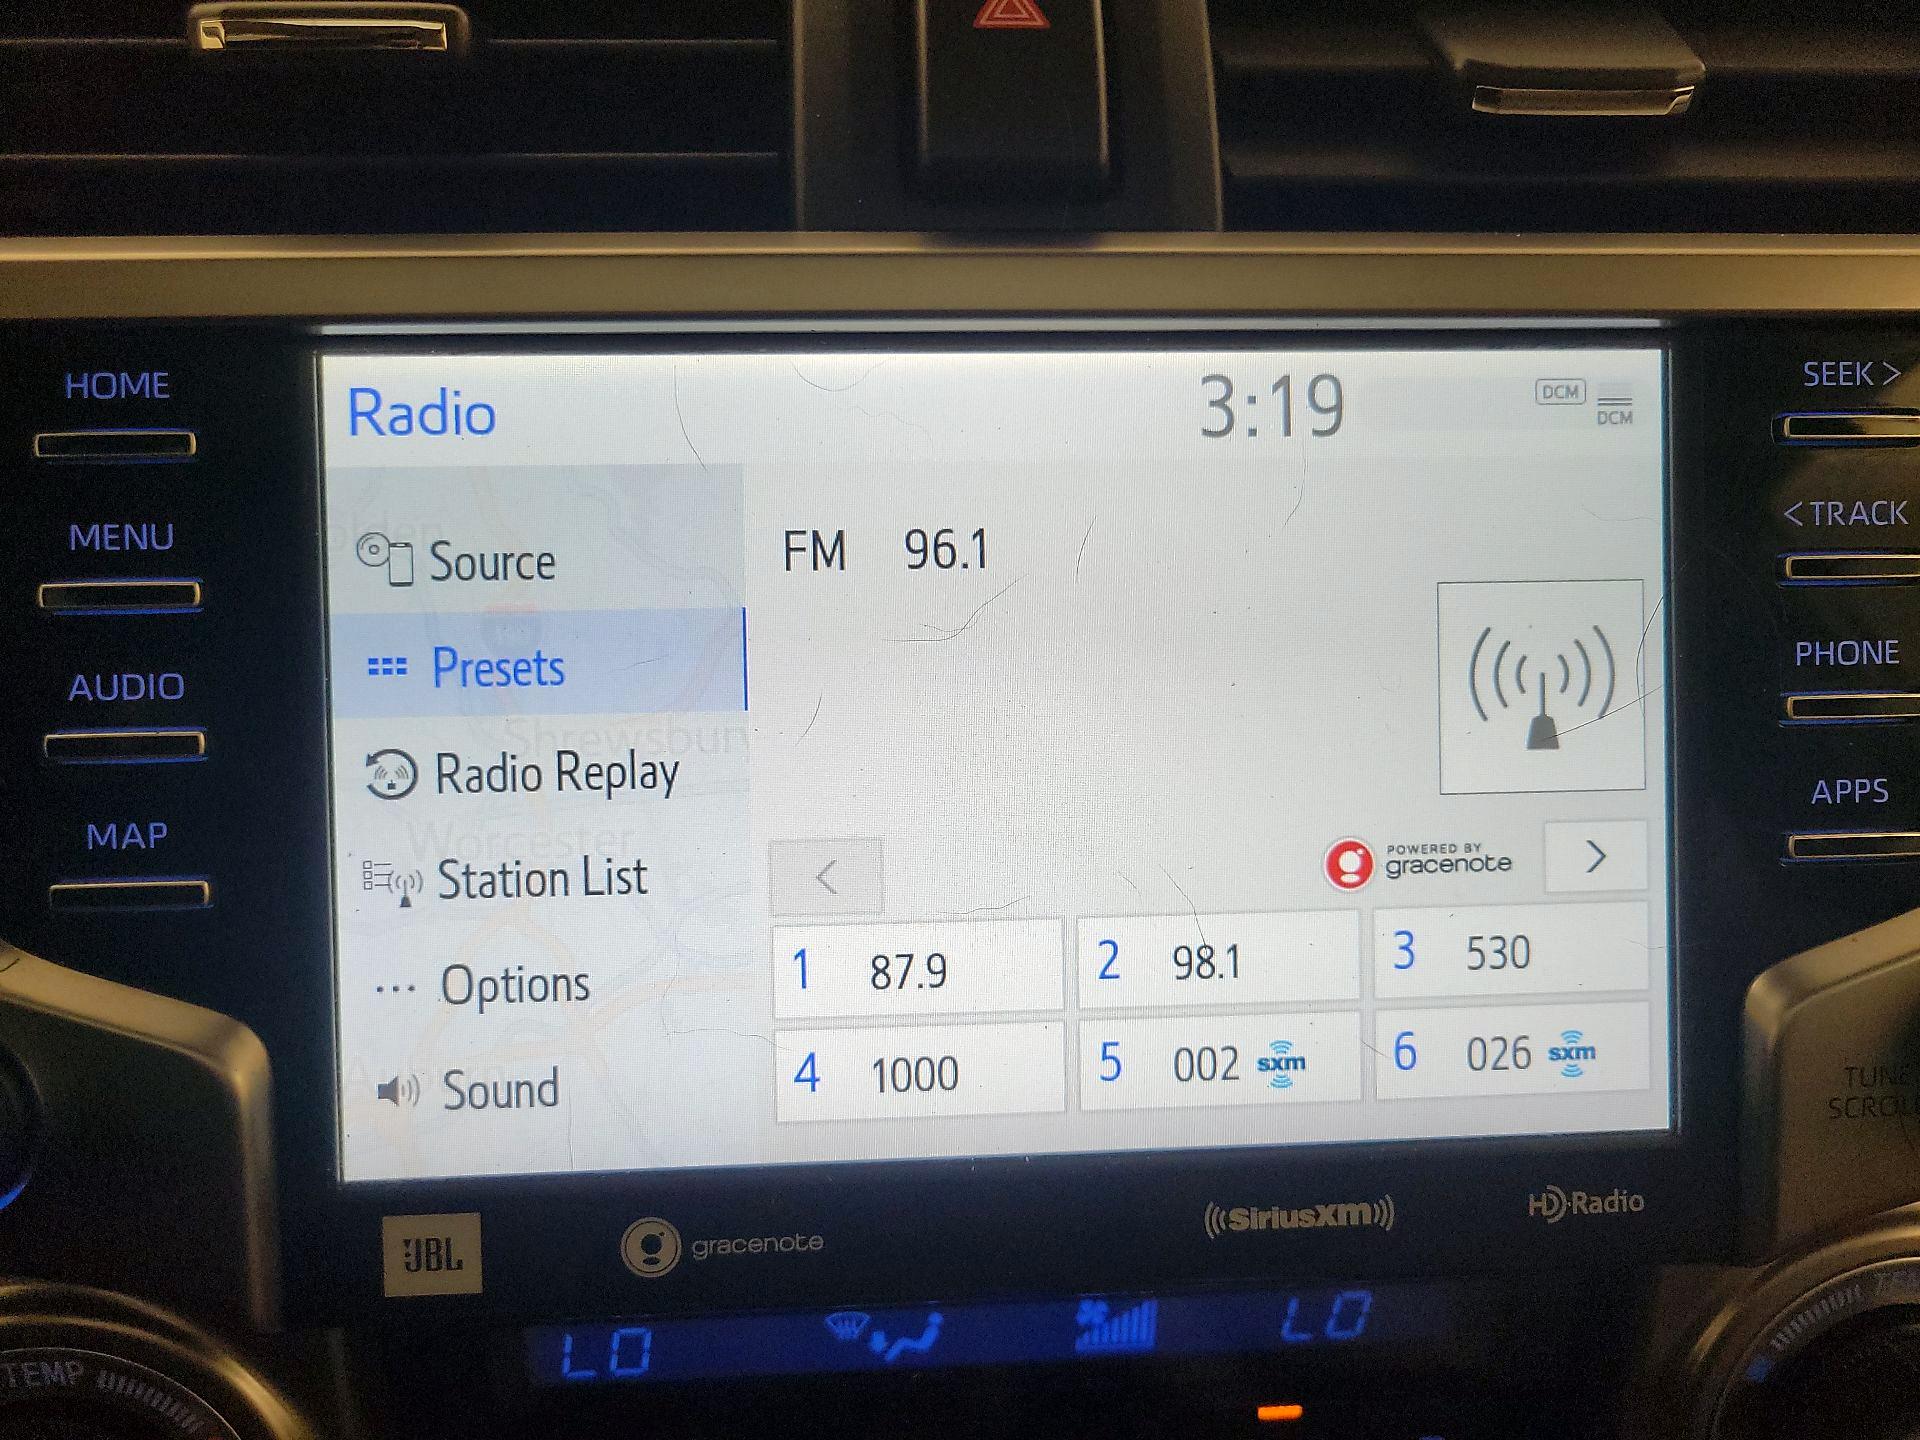 HOME
MENU
AUDIO
MAP
Radio
3:19
DCM
DCM
Source
Presets
Radio Replay
Station List
Options
Sound
Shrewsbury
Worcester
FM 96.1
POWERED BY
gracenote
<
>
1 87.9
2 98.1
3 530
4 1000
5 002 sxm
6 026 sxm
SEEK >
< TRACK
PHONE
APPS
JBL
gracenote
((SiriusXM))
HD Radio
LO
LO
TEMP